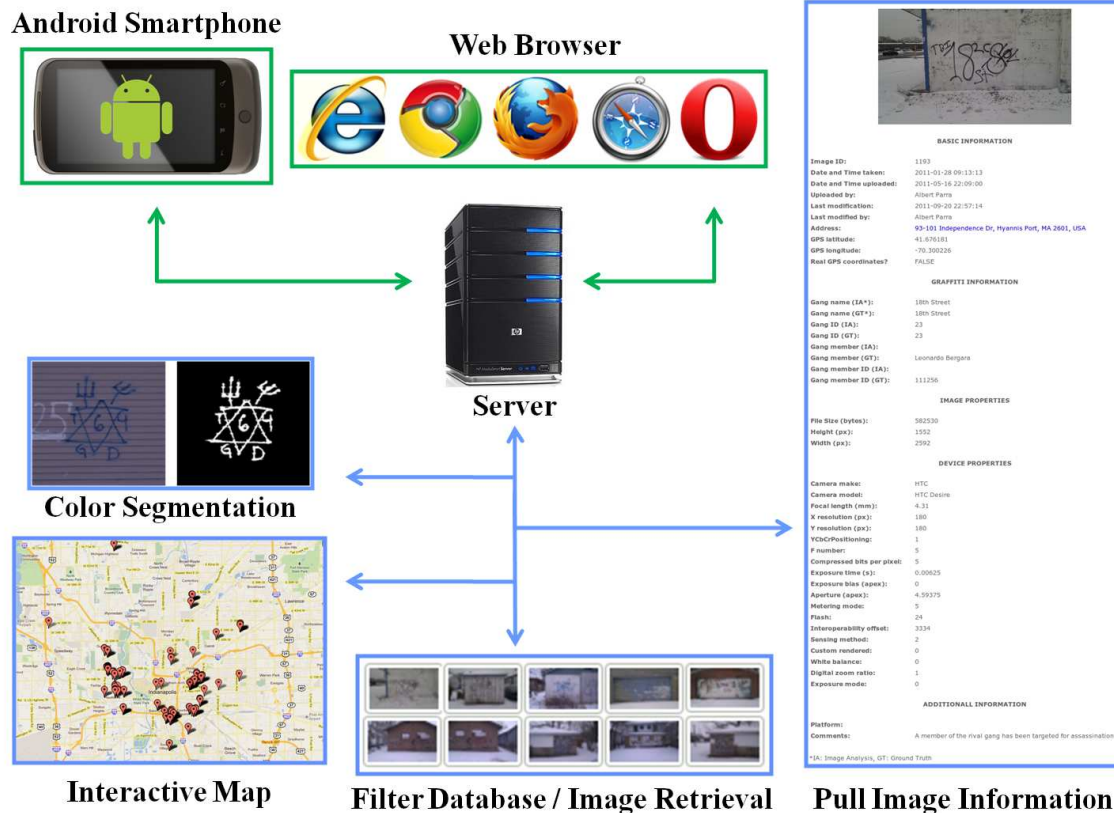 Android Smartphone
Web Browser
Server
Color Segmentation
Interactive Map
Filter Database / Image Retrieval
Pull Image Information
BASIC INFORMATION
Image ID: 1193
Date and Time taken: 2011-01-28 09:13:13
Date and Time uploaded: 2011-05-16 22:09:00
Uploaded by: Albert Parra
Last modification: 2011-09-20 22:57:14
Last modified by: Albert Parra
Address: 93-101 Independence Dr, Hyannis Port, MA 2601, USA
GPS latitude: 41.676181
GPS longitude: -70.300226
Real GPS coordinates? FALSE
GRAFFITI INFORMATION
Gang name (IA*): 18th Street
Gang name (GT*): 18th Street
Gang ID (IA): 23
Gang ID (GT): 23
Gang member (IA):
Gang member (GT): Leonardo Bergara
Gang member ID (IA):
Gang member ID (GT): 111256
IMAGE PROPERTIES
File Size (bytes): 582530
Height (px): 1552
Width (px): 2592
DEVICE PROPERTIES
Camera make: HTC
Camera model: HTC Desire
Focal length (mm): 4.31
X resolution (px): 180
Y resolution (px): 180
YCbCrPositioning: 1
F number: 5
Compressed bits per pixel: 5
Exposure time (s): 0.00625
Exposure bias (apex): 0
Aperture (apex): 4.59375
Metering mode: 5
Flash: 24
Interoperability offset: 3334
Sensing method: 2
Custom rendered: 0
White balance: 0
Digital zoom ratio: 1
Exposure mode: 0
ADDITIONALL INFORMATION
Platform:
Comments: A member of the rival gang has been targeted for assassination
*IA: Image Analysis, GT: Ground Truth